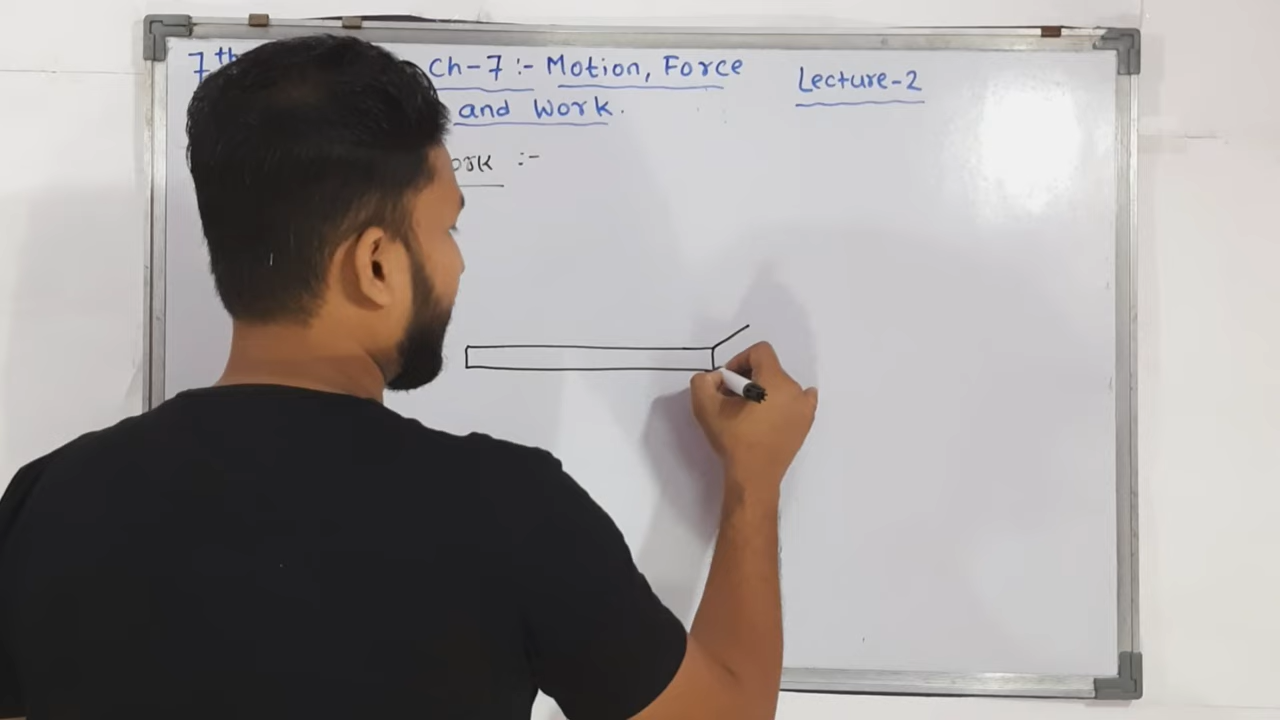 7th Ch-7:- Motion, Force Lecture-2
and Work.
:-